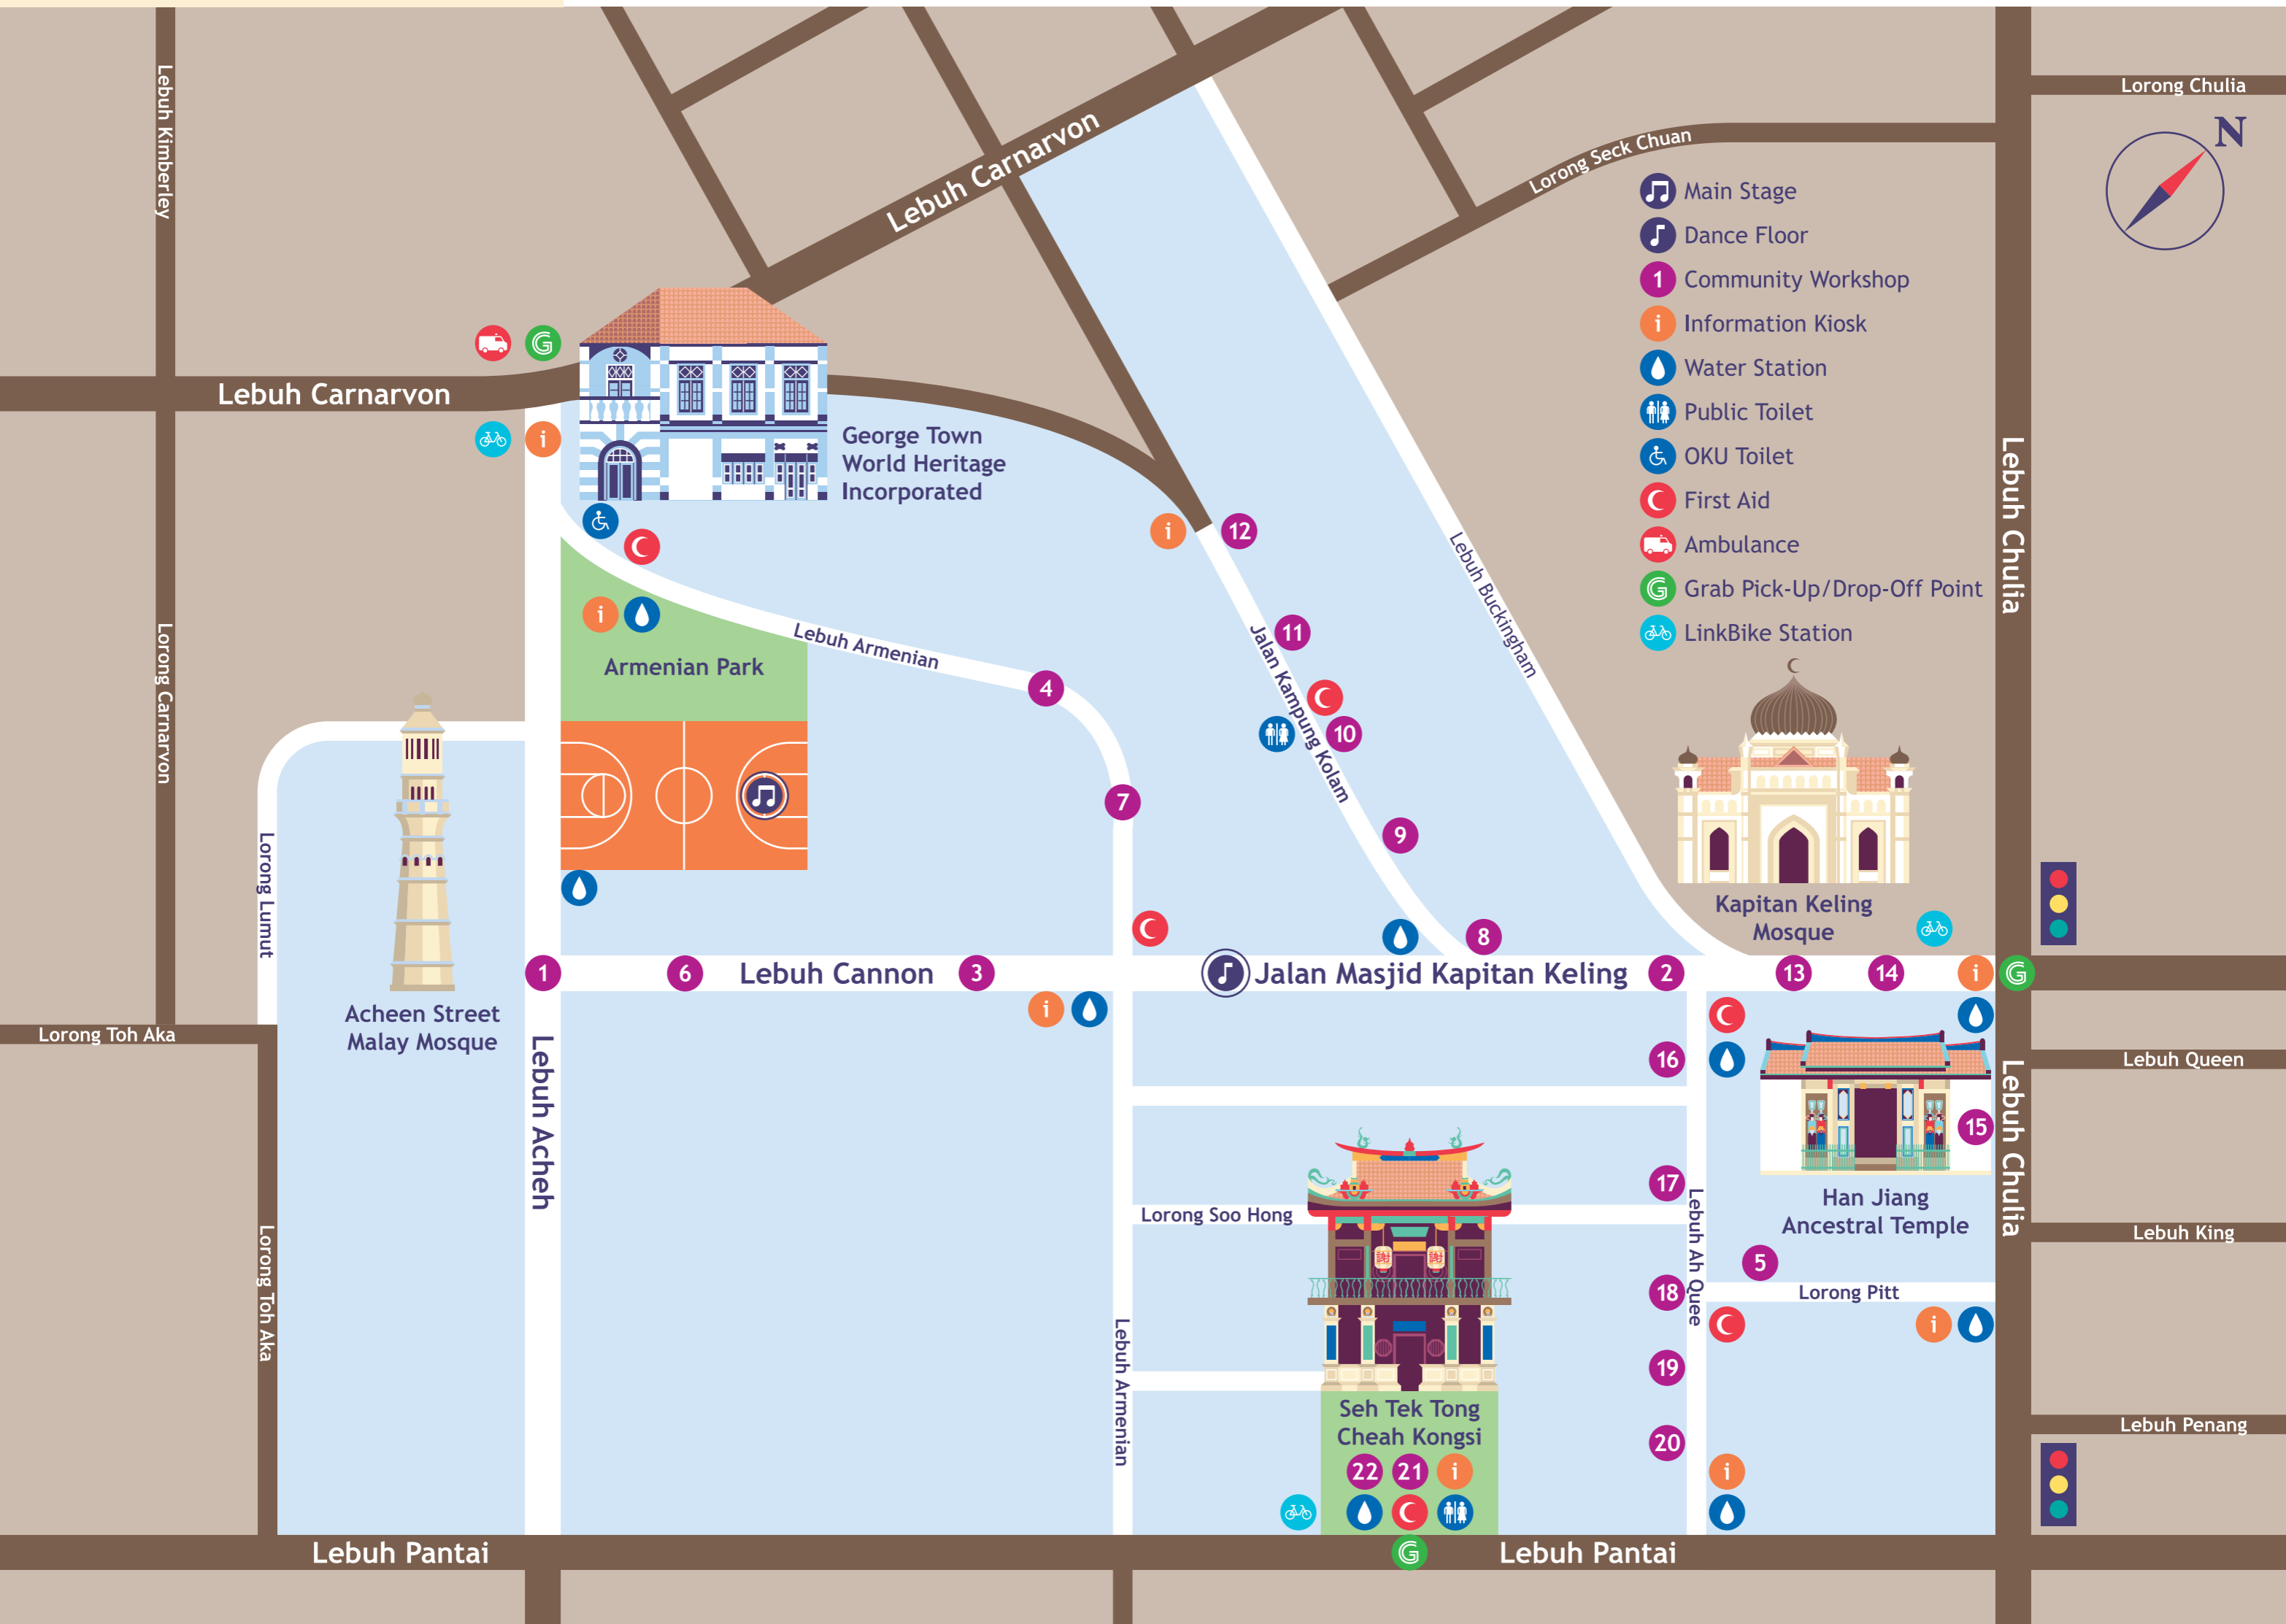 Lebuh Kimberley
Lebuh Carnarvon
Lorong Seck Chuan
Lorong Chulia
N
Main Stage
Dance Floor
1 Community Workshop
i Information Kiosk
Water Station
Public Toilet
OKU Toilet
First Aid
Ambulance
G Grab Pick-Up/Drop-Off Point
LinkBike Station
G
Lebuh Carnarvon
i
George Town
World Heritage
Incorporated
Lebuh Chulia
i
12
Lebuh Buckingham
i
Armenian Park
Lebuh Armenian
11
Jalan Kampung Kolam
4
10
Lorong Carnarvon
7
9
Lorong Lumut
Kapitan Keling
Mosque
8
1
6
Lebuh Cannon
3
Jalan Masjid Kapitan Keling
2
13
14
i
G
i
Acheen Street
Malay Mosque
Lorong Toh Aka
Lebuh Acheh
16
Lebuh Queen
15
Lebuh Chulia
17
Han Jiang
Ancestral Temple
Lorong Soo Hong
Lebuh Ah Quee
Lebuh King
5
18
Lorong Pitt
i
Lorong Toh Aka
Lebuh Armenian
19
Seh Tek Tong
Cheah Kongsi
Lebuh Penang
20
22
21
i
i
Lebuh Pantai
G
Lebuh Pantai